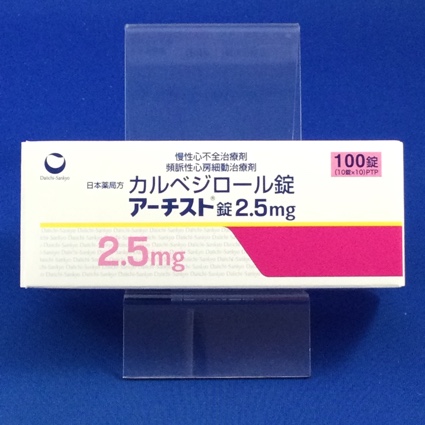 慢性心不全治療剤
頻脈性心房細動治療剤
100錠
(10錠×10)PTP
Daiichi-Sankyo
日本薬局方 カルベジロール錠
アーチスト®錠2.5mg
2.5mg